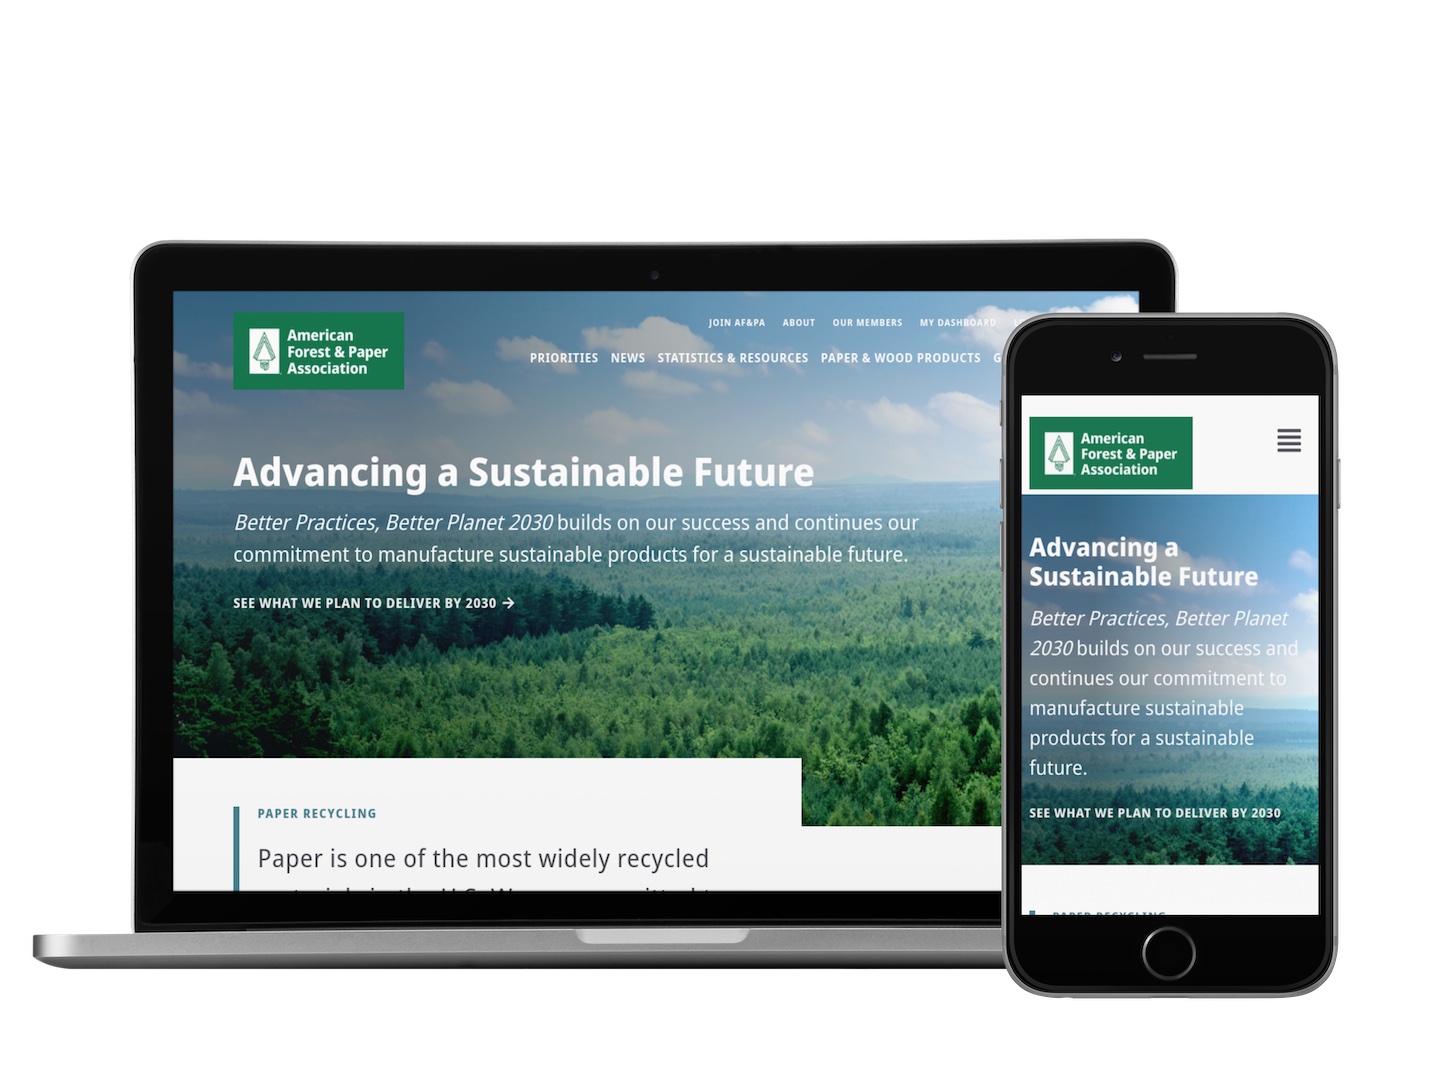 American
Forest & Paper
Association
JOIN AF&PA ABOUT OUR MEMBERS MY DASHBOARD
PRIORITIES NEWS STATISTICS & RESOURCES PAPER & WOOD PRODUCTS
Advancing a Sustainable Future
Better Practices, Better Planet 2030 builds on our success and continues our
commitment to manufacture sustainable products for a sustainable future.
SEE WHAT WE PLAN TO DELIVER BY 2030 →
PAPER RECYCLING
Paper is one of the most widely recycled
American
Forest & Paper
Association
Advancing a
Sustainable Future
Better Practices, Better Planet
2030 builds on our success and
continues our commitment to
manufacture sustainable
products for a sustainable
future.
SEE WHAT WE PLAN TO DELIVER BY 2030
PAPER RECYCLING